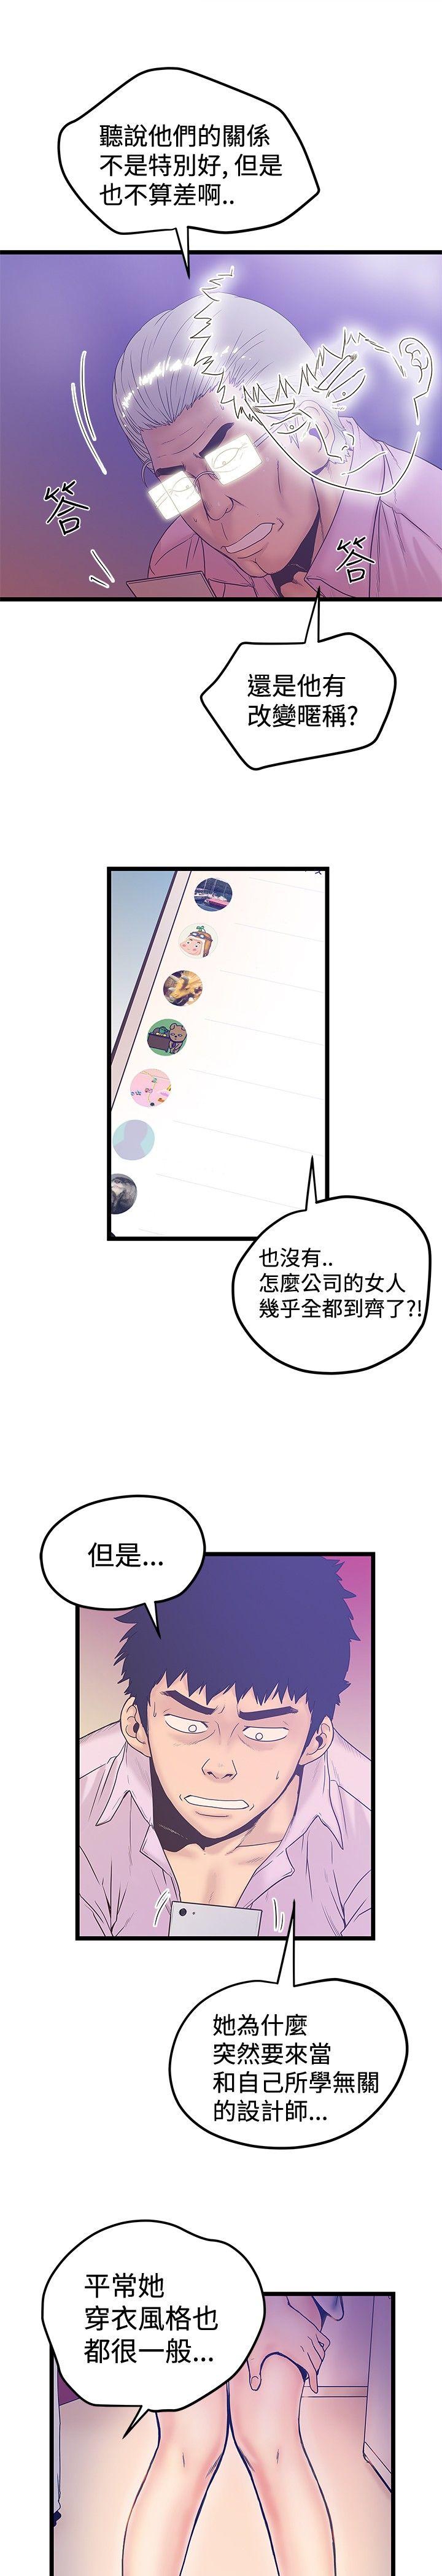 聽說他們的關係
不是特別好, 但是
也不算差啊..
答
答
還是他有
改變暱稱?
也沒有..
怎麼公司的女人
幾乎全都到齊了?!
但是...
她為什麼
突然要來當
和自己所學無關
的設計師...
平常她
穿衣風格也
都很一般...